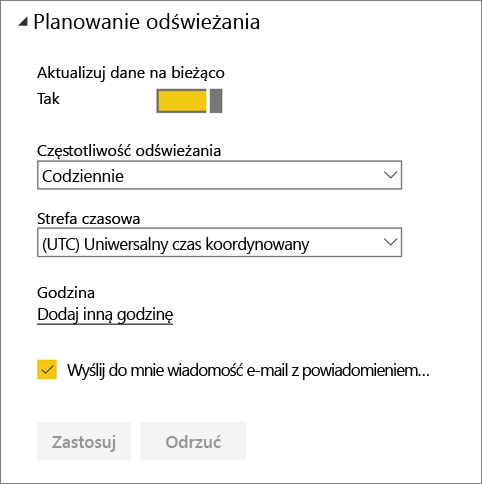 Planowanie odświeżania
Aktualizuj dane na bieżąco
Tak
Częstotliwość odświeżania
Codziennie
Strefa czasowa
(UTC) Uniwersalny czas koordynowany
Godzina
Dodaj inną godzinę
Wyślij do mnie wiadomość e-mail z powiadomieniem...
Zastosuj Odrzuć